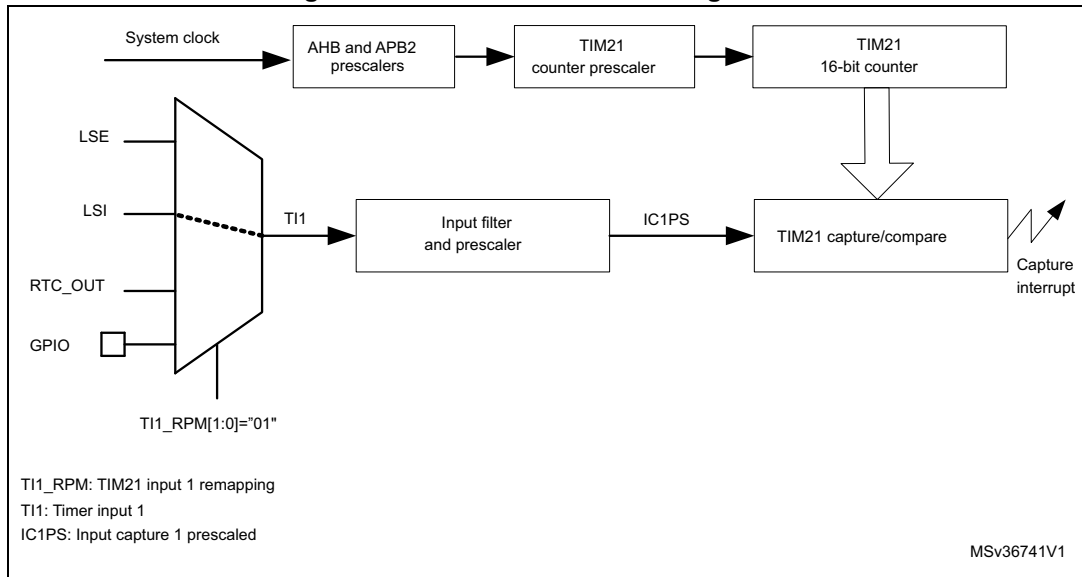 System clock
AHB and APB2
prescalers
TIM21
counter prescaler
TIM21
16-bit counter
LSE
LSI
TI1
Input filter
and prescaler
IC1PS
TIM21 capture/compare
Capture
interrupt
RTC_OUT
GPIO
TI1_RPM[1:0]=”01"
TI1_RPM: TIM21 input 1 remapping
TI1: Timer input 1
IC1PS: Input capture 1 prescaled
MSv36741V1